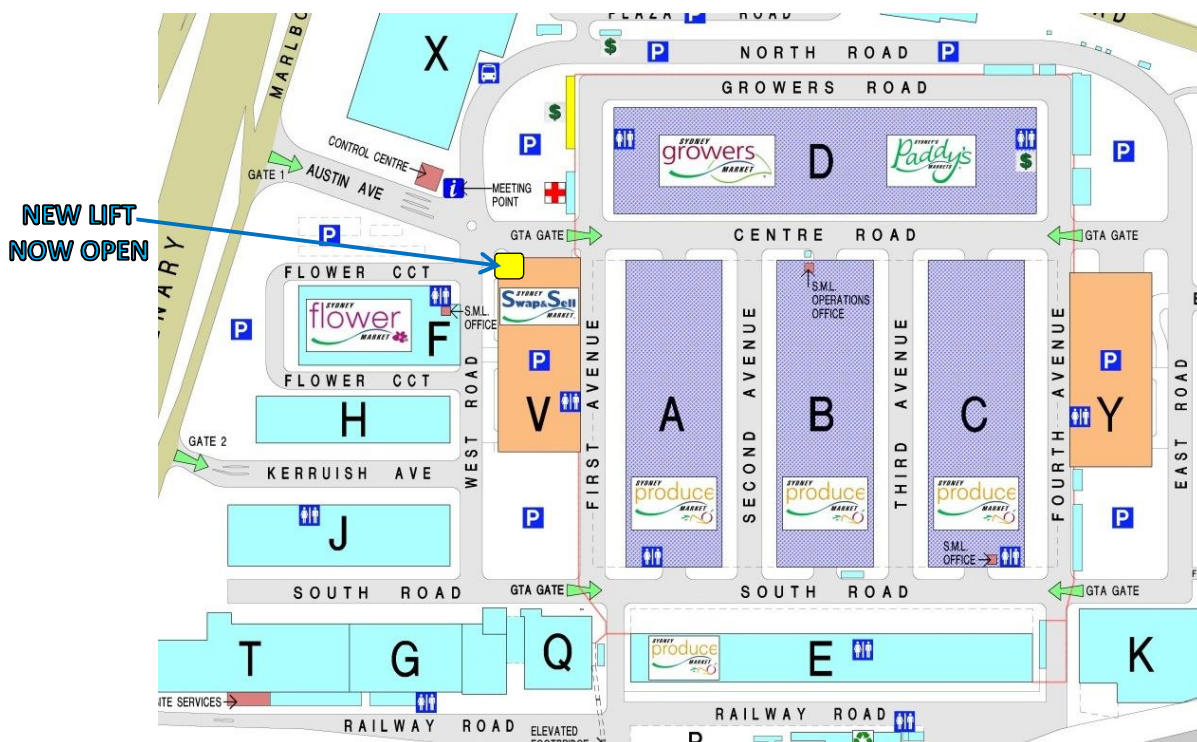 PLAZA ROAD
P
MARLBO
X
$
P
NORTH ROAD
P
GROWERS ROAD
$
P
CONTROL CENTRE
GATE 1
AUSTIN AVE
i
MEETING
POINT
SYDNEY
growers
MARKET
D
SYDNEY'S
Paddy's
MARKETS
$
P
NEW LIFT
NOW OPEN
P
GTA GATE
CENTRE ROAD
GTA GATE
ENARY
FLOWER CCT
SYDNEY
flower
MARKET
F
S.M.L.
OFFICE
P
FLOWER CCT
WEST ROAD
SYDNEY
Swap&Sell
MARKET
P
V
FIRST AVENUE
A
SYDNEY
produce
MARKET
SECOND AVENUE
S.M.L.
OPERATIONS
OFFICE
B
SYDNEY
produce
MARKET
THIRD AVENUE
C
SYDNEY
produce
MARKET
S.M.L.
OFFICE
FOURTH AVENUE
P
Y
EAST ROAD
H
GATE 2
KERRUISH AVE
J
P
P
SOUTH ROAD
GTA GATE
SOUTH ROAD
GTA GATE
T
G
Q
SYDNEY
produce
MARKET
E
K
ITE SERVICES
RAILWAY ROAD
ELEVATED
RAILWAY ROAD